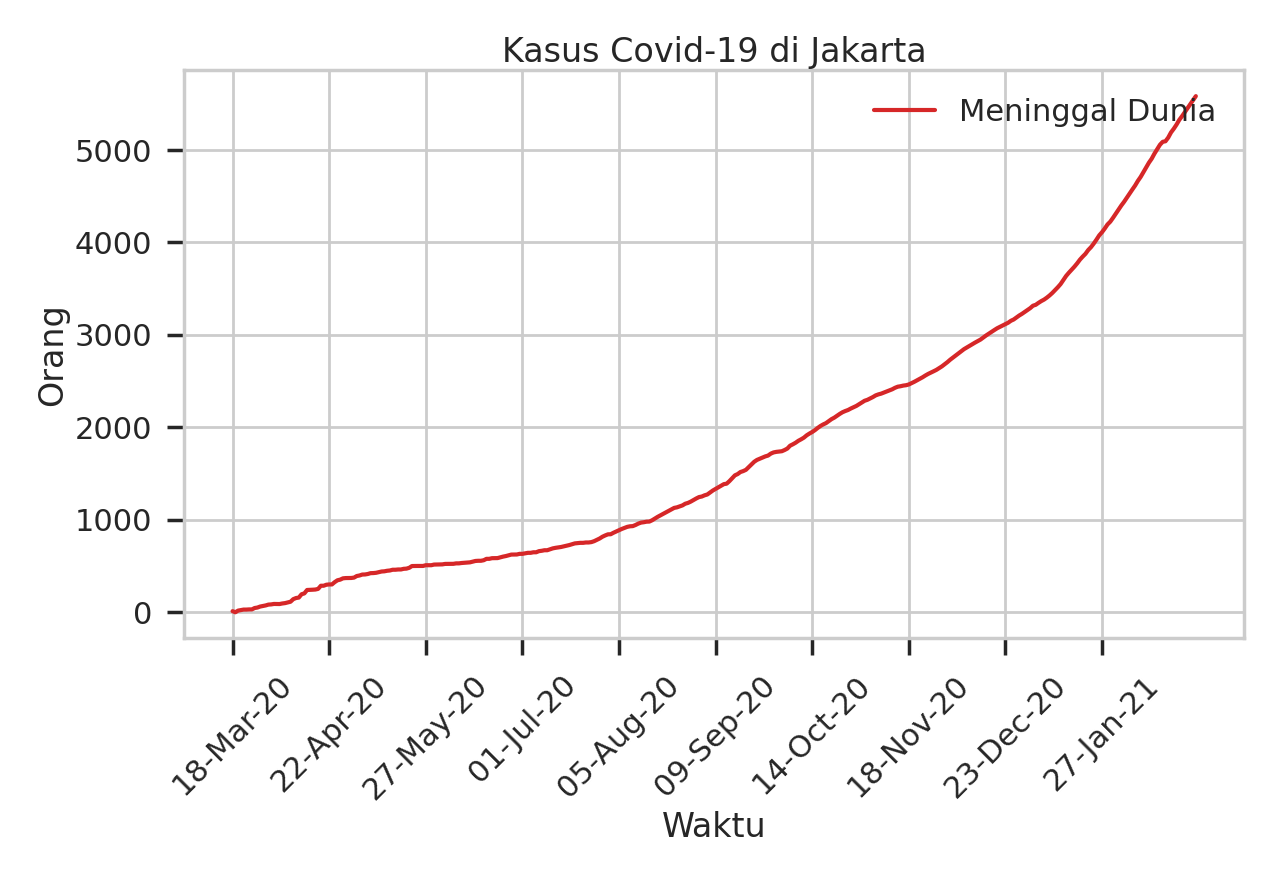 Kasus Covid-19 di Jakarta
Meninggal Dunia
Orang
5000
4000
3000
2000
1000
0
18-Mar-20
22-Apr-20
27-May-20
01-Jul-20
05-Aug-20
09-Sep-20
14-Oct-20
18-Nov-20
23-Dec-20
27-Jan-21
Waktu